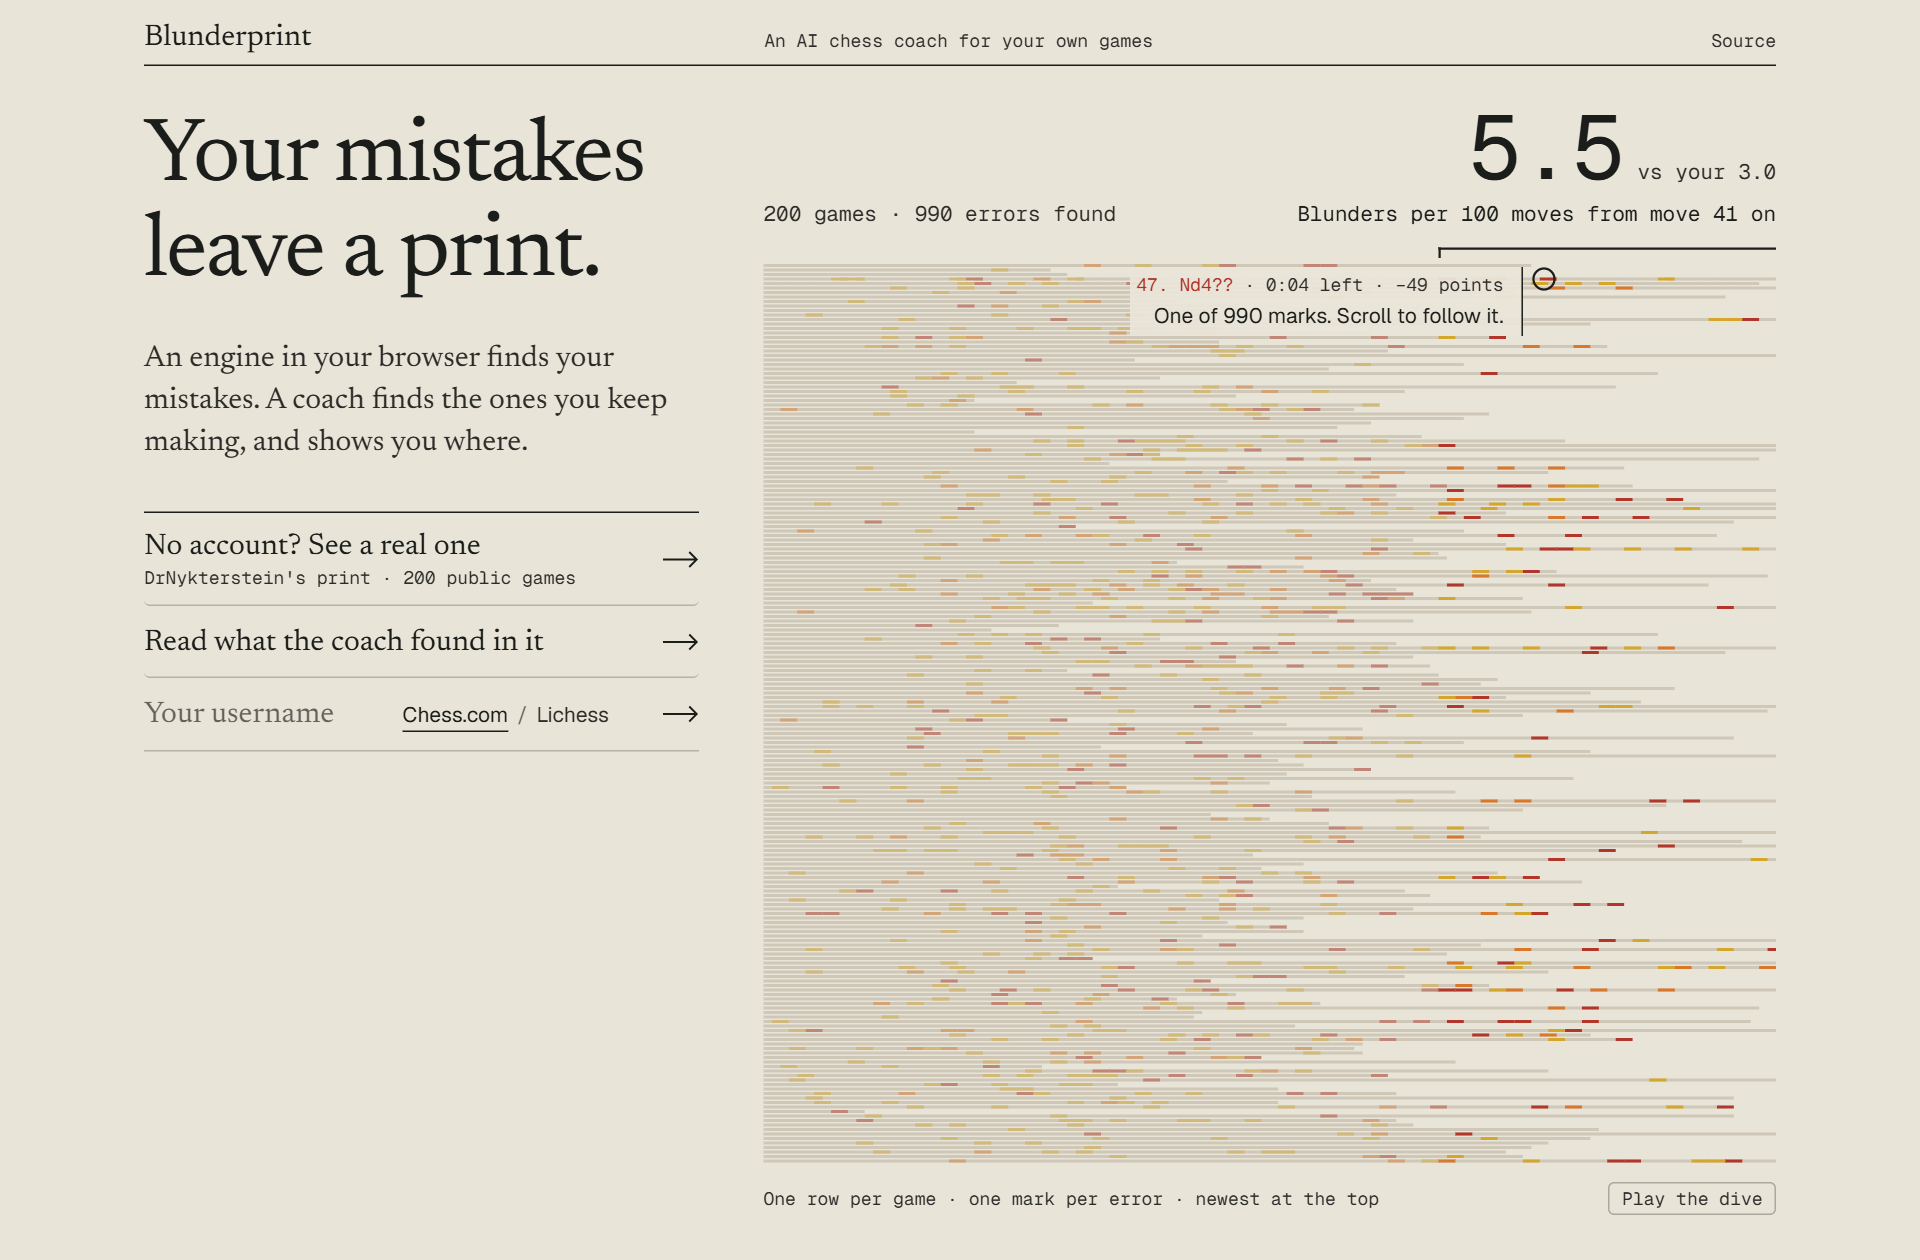 Blunderprint
An AI chess coach for your own games
Source
Your mistakes
leave a print.
An engine in your browser finds your
mistakes. A coach finds the ones you keep
making, and shows you where.
No account? See a real one
DrNykterstein's print · 200 public games
Read what the coach found in it
Your username
Chess.com / Lichess
5.5 vs your 3.0
200 games · 990 errors found
Blunders per 100 moves from move 41 on
47. Nd4?? · 0:04 left · −49 points
One of 990 marks. Scroll to follow it.
One row per game · one mark per error · newest at the top
Play the dive